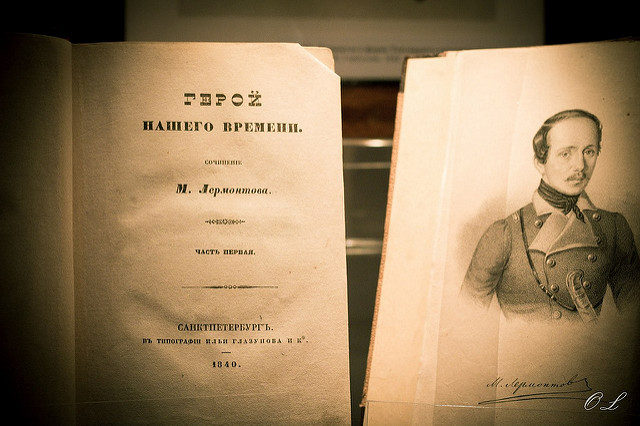 ГЕРОЙ
НАШЕГО ВРЕМЕНИ.
СОЧИНЕНІЕ
М. Лермонтова.
ЧАСТЬ ПЕРВАЯ.
САНКТПЕТЕРБУРГЪ.
ВЪ ТИПОГРАФІИ ИЛЬИ ГЛАЗУНОВА И Кº.
1840.
М. Лермонтовъ
OL